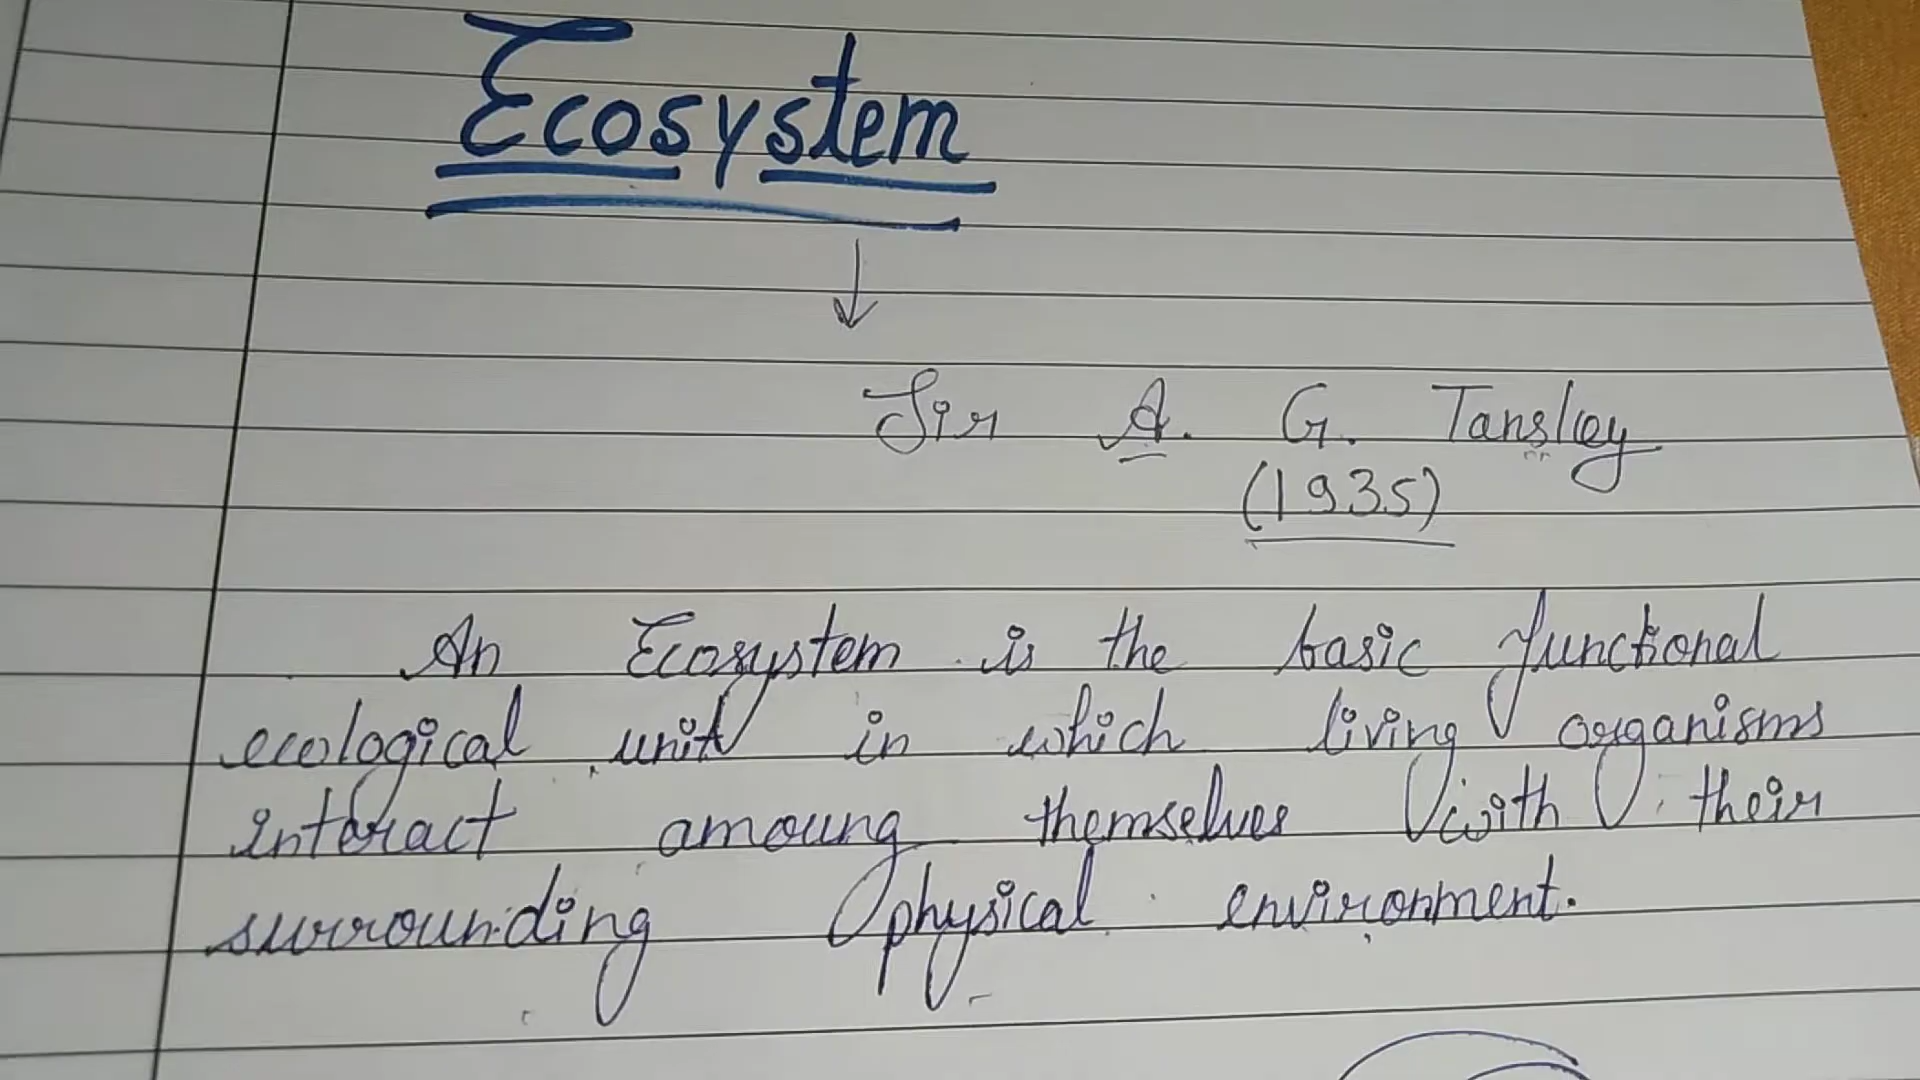 Ecosystem
Sir A. G. Tansley
(1935)
An Ecosystem is the basic functional
ecological unit in which living organisms
interact amoung themselves with their
surrounding physical environment.